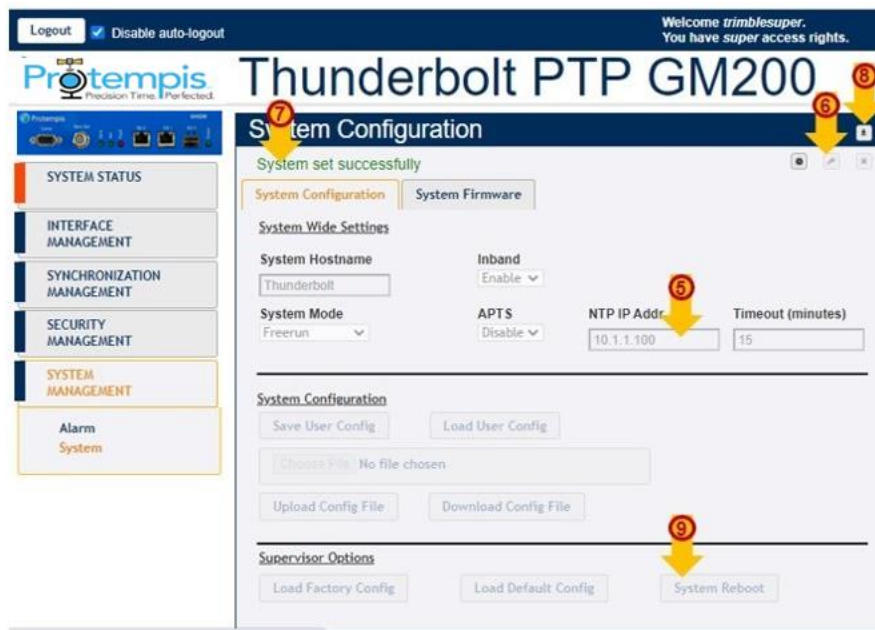 Logout Disable auto-logout
Welcome trimblesuper.
You have super access rights.
Protempis
Precision Time. Perfected.
Thunderbolt PTP GM200
8
6
7
Protempis
System Configuration
System set successfully
SYSTEM STATUS
System Configuration System Firmware
INTERFACE
MANAGEMENT
System Wide Settings
System Hostname Inband
Thunderbolt Enable
SYNCHRONIZATION
MANAGEMENT
5
System Mode APTS NTP IP Addr Timeout (minutes)
Freerun Disable 10.1.1.100 15
SECURITY
MANAGEMENT
SYSTEM
MANAGEMENT
Alarm
System
System Configuration
Save User Config Load User Config
Choose File No file chosen
Upload Config File Download Config File
9
Supervisor Options
Load Factory Config Load Default Config System Reboot